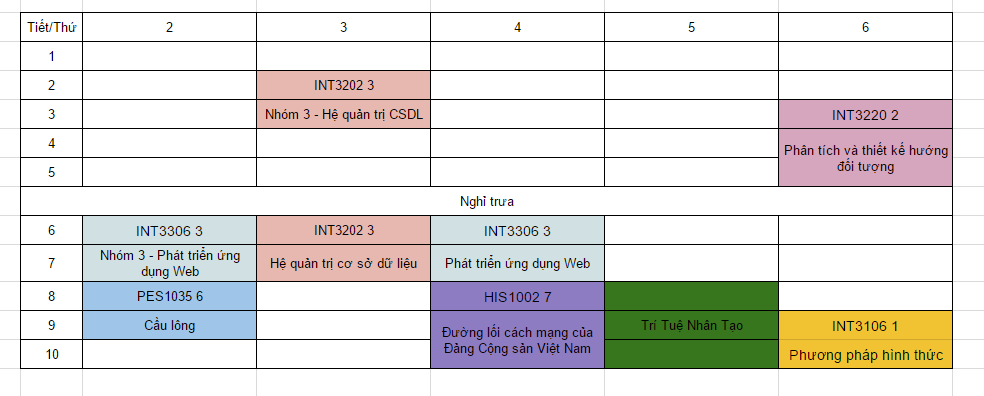 Tiết/Thứ 2 3 4 5 6
1
2 INT3202 3
3 Nhóm 3 - Hệ quản trị CSDL INT3220 2
4 Phân tích và thiết kế hướng
5 đối tượng
Nghỉ trưa
6 INT3306 3 INT3202 3 INT3306 3
7 Nhóm 3 - Phát triển ứng dụng Web Hệ quản trị cơ sở dữ liệu Phát triển ứng dụng Web
8 PES1035 6 HIS1002 7
9 Cầu lông Đường lối cách mạng của Trí Tuệ Nhân Tạo INT3106 1
10 Đảng Cộng sản Việt Nam Phương pháp hình thức